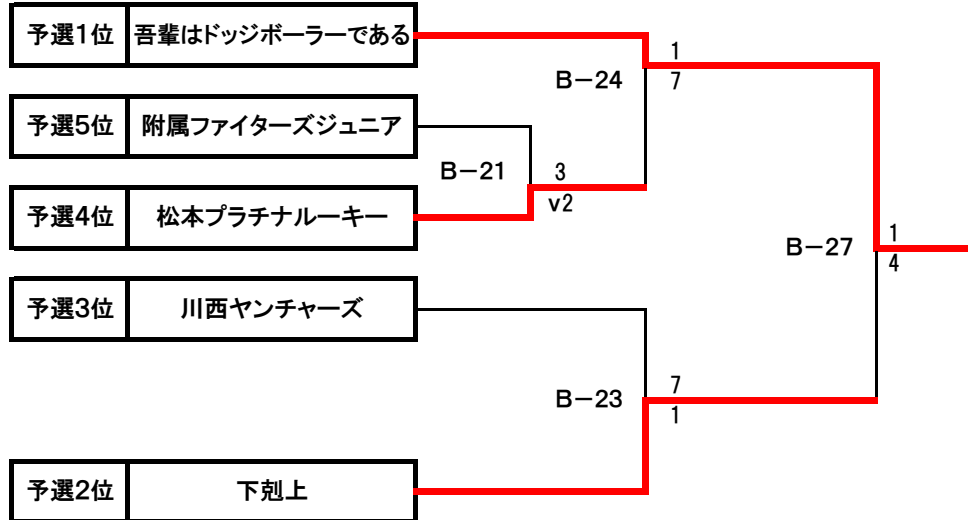 予選1位 吾輩はドッジボーラーである
1
B-24
7
予選5位 附属ファイターズジュニア
B-21
3
v2
予選4位 松本プラチナルーキー
1
B-27
4
予選3位 川西ヤンチャーズ
7
B-23
1
予選2位 下剋上